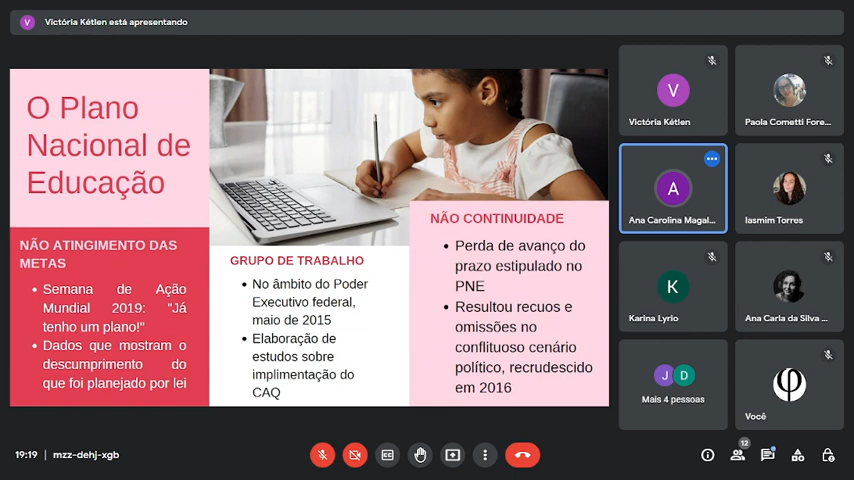 V
Victória Kétlen está apresentando
O Plano
Nacional de
Educação
NÃO ATINGIMENTO DAS
METAS
Semana de Ação
Mundial 2019: "Já
tenho um plano!"
Dados que mostram o
descumprimento do
que foi planejado por lei
GRUPO DE TRABALHO
No âmbito do Poder
Executivo federal,
maio de 2015
Elaboração de
estudos sobre
implimentação do
CAQ
NÃO CONTINUIDADE
Perda de avanço do
prazo estipulado no
PNE
Resultou recuos e
omissões no
conflituoso cenário
político, recrudescido
em 2016
V
Victória Kétlen
Paola Cometti Fore...
A
Ana Carolina Magal...
Iasmim Torres
K
Karina Lyrio
Ana Carla da Silva ...
J D
Mais 4 pessoas
φ
Você
19:19 | mzz-dehj-xgb
12